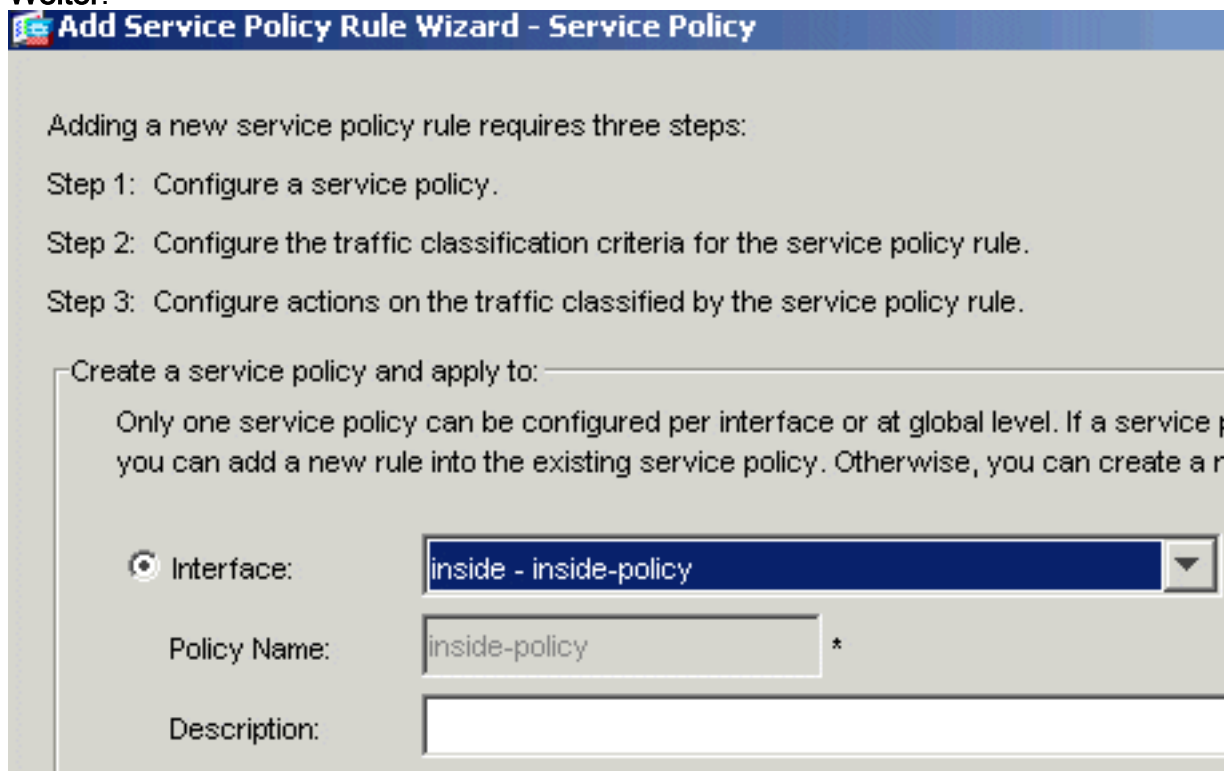 Weiter.
Add Service Policy Rule Wizard - Service Policy
Adding a new service policy rule requires three steps:
Step 1: Configure a service policy.
Step 2: Configure the traffic classification criteria for the service policy rule.
Step 3: Configure actions on the traffic classified by the service policy rule.
Create a service policy and apply to:
Only one service policy can be configured per interface or at global level. If a service
you can add a new rule into the existing service policy. Otherwise, you can create a
Interface: inside - inside-policy
Policy Name: inside-policy *
Description: